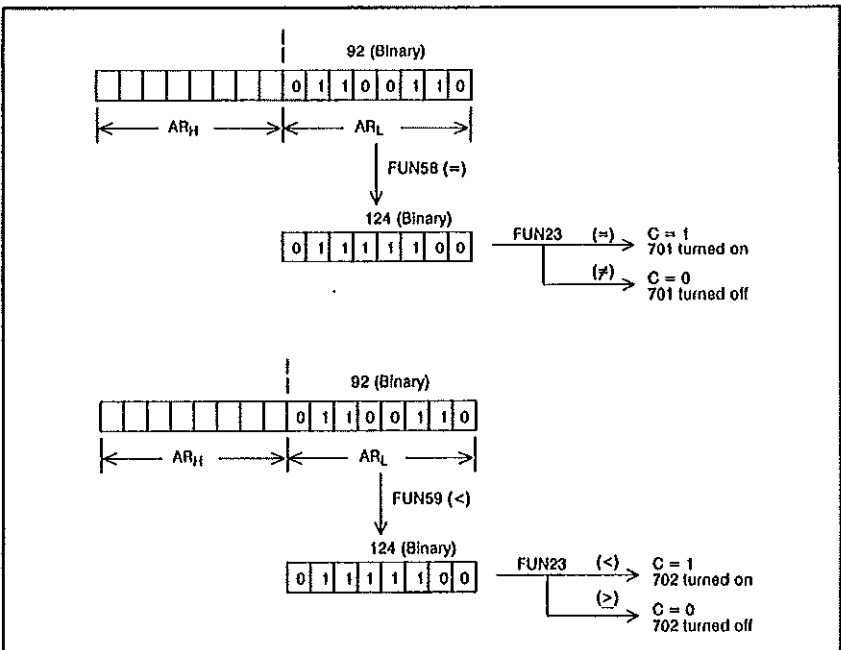 92 (Binary)
0 1 1 0 0 1 1 0
ARH ARL
FUN58 (=)
124 (Binary)
0 1 1 1 1 1 0 0
FUN23 (=) C = 1
701 turned on
(≠) C = 0
701 turned off
92 (Binary)
0 1 1 0 0 1 1 0
ARH ARL
FUN59 (<)
124 (Binary)
0 1 1 1 1 1 0 0
FUN23 (<) C = 1
702 turned on
(≥) C = 0
702 turned off